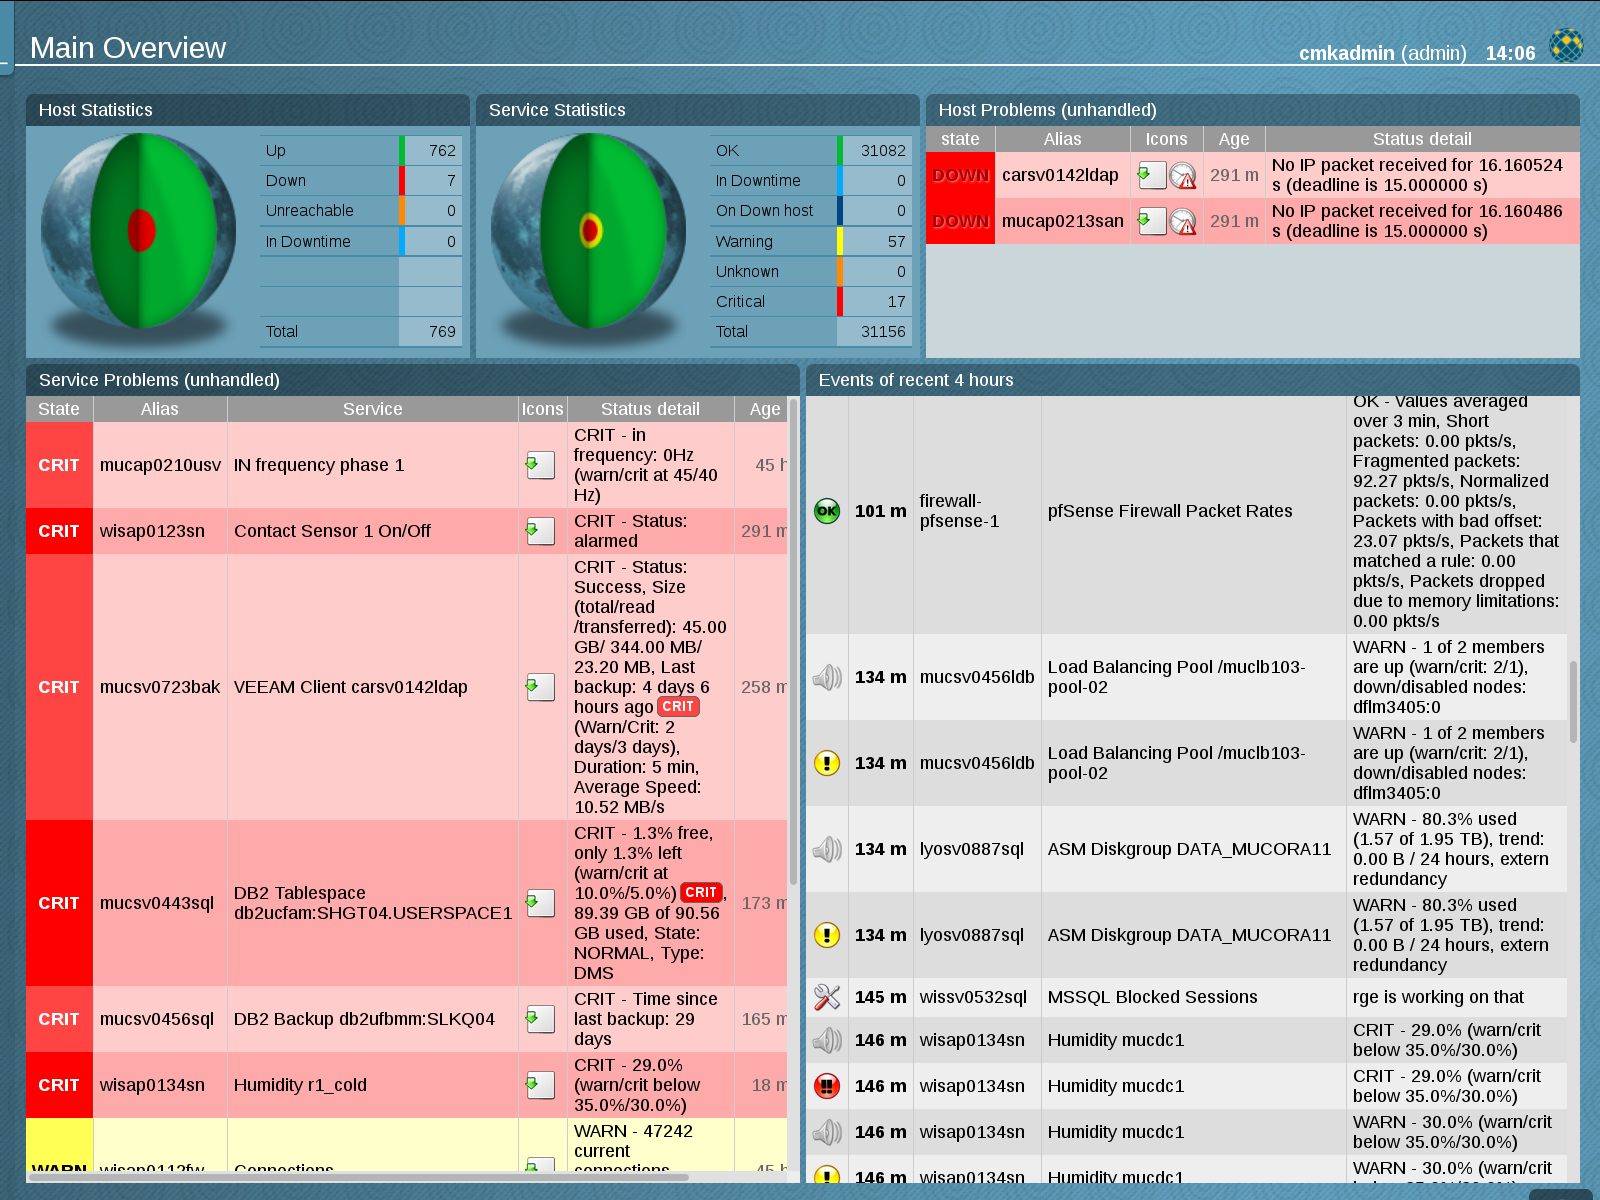 Main Overview
cmkadmin (admin) 14:06
Host Statistics
Up 762
Down 7
Unreachable 0
In Downtime 0
Total 769
Service Statistics
OK 31082
In Downtime 0
On Down host 0
Warning 57
Unknown 0
Critical 17
Total 31156
Host Problems (unhandled)
state Alias Icons Age Status detail
DOWN carsv0142ldap 291 m No IP packet received for 16.160524
s (deadline is 15.000000 s)
DOWN mucap0213san 291 m No IP packet received for 16.160486
s (deadline is 15.000000 s)
Service Problems (unhandled)
State Alias Service Icons Status detail Age
CRIT mucap0210usv IN frequency phase 1 CRIT - in
frequency: 0Hz
(warn/crit at 45/40
Hz)
45 h
CRIT wisap0123sn Contact Sensor 1 On/Off CRIT - Status:
alarmed
291 m
CRIT mucsv0723bak VEEAM Client carsv0142ldap CRIT - Status:
Success, Size
(total/read
/transferred): 45.00
GB/ 344.00 MB/
23.20 MB, Last
backup: 4 days 6
hours ago CRIT
(Warn/Crit: 2
days/3 days),
Duration: 5 min,
Average Speed:
10.52 MB/s
258 m
CRIT mucsv0443sql DB2 Tablespace
db2ucfam:SHGT04.USERSPACE1
CRIT - 1.3% free,
only 1.3% left
(warn/crit at
10.0%/5.0%) CRIT,
89.39 GB of 90.56
GB used, State:
NORMAL, Type:
DMS
173 m
CRIT mucsv0456sql DB2 Backup db2ufbmm:SLKQ04 CRIT - Time since
last backup: 29
days
165 m
CRIT wisap0134sn Humidity r1_cold CRIT - 29.0%
(warn/crit below
35.0%/30.0%)
18 m
WARN wisap0112fw Connections WARN - 47242
current
connections
45 h
Events of recent 4 hours
OK 101 m firewall-
pfsense-1
pfSense Firewall Packet Rates
OK - Values averaged
over 3 min, Short
packets: 0.00 pkts/s,
Fragmented packets:
92.27 pkts/s, Normalized
packets: 0.00 pkts/s,
Packets with bad offset:
23.07 pkts/s, Packets that
matched a rule: 0.00
pkts/s, Packets dropped
due to memory limitations:
0.00 pkts/s
134 m mucsv0456ldb Load Balancing Pool /muclb103-
pool-02
WARN - 1 of 2 members
are up (warn/crit: 2/1),
down/disabled nodes:
dflm3405:0
134 m mucsv0456ldb Load Balancing Pool /muclb103-
pool-02
WARN - 1 of 2 members
are up (warn/crit: 2/1),
down/disabled nodes:
dflm3405:0
134 m lyosv0887sql ASM Diskgroup DATA_MUCORA11 WARN - 80.3% used
(1.57 of 1.95 TB), trend:
0.00 B / 24 hours, extern
redundancy
134 m lyosv0887sql ASM Diskgroup DATA_MUCORA11 WARN - 80.3% used
(1.57 of 1.95 TB), trend:
0.00 B / 24 hours, extern
redundancy
145 m wissv0532sql MSSQL Blocked Sessions rge is working on that
146 m wisap0134sn Humidity mucdc1 CRIT - 29.0% (warn/crit
below 35.0%/30.0%)
146 m wisap0134sn Humidity mucdc1 CRIT - 29.0% (warn/crit
below 35.0%/30.0%)
146 m wisap0134sn Humidity mucdc1 WARN - 30.0% (warn/crit
below 35.0%/30.0%)
146 m wisap0134sn Humidity mucdc1 WARN - 30.0% (warn/crit
below 35.0%/30.0%)